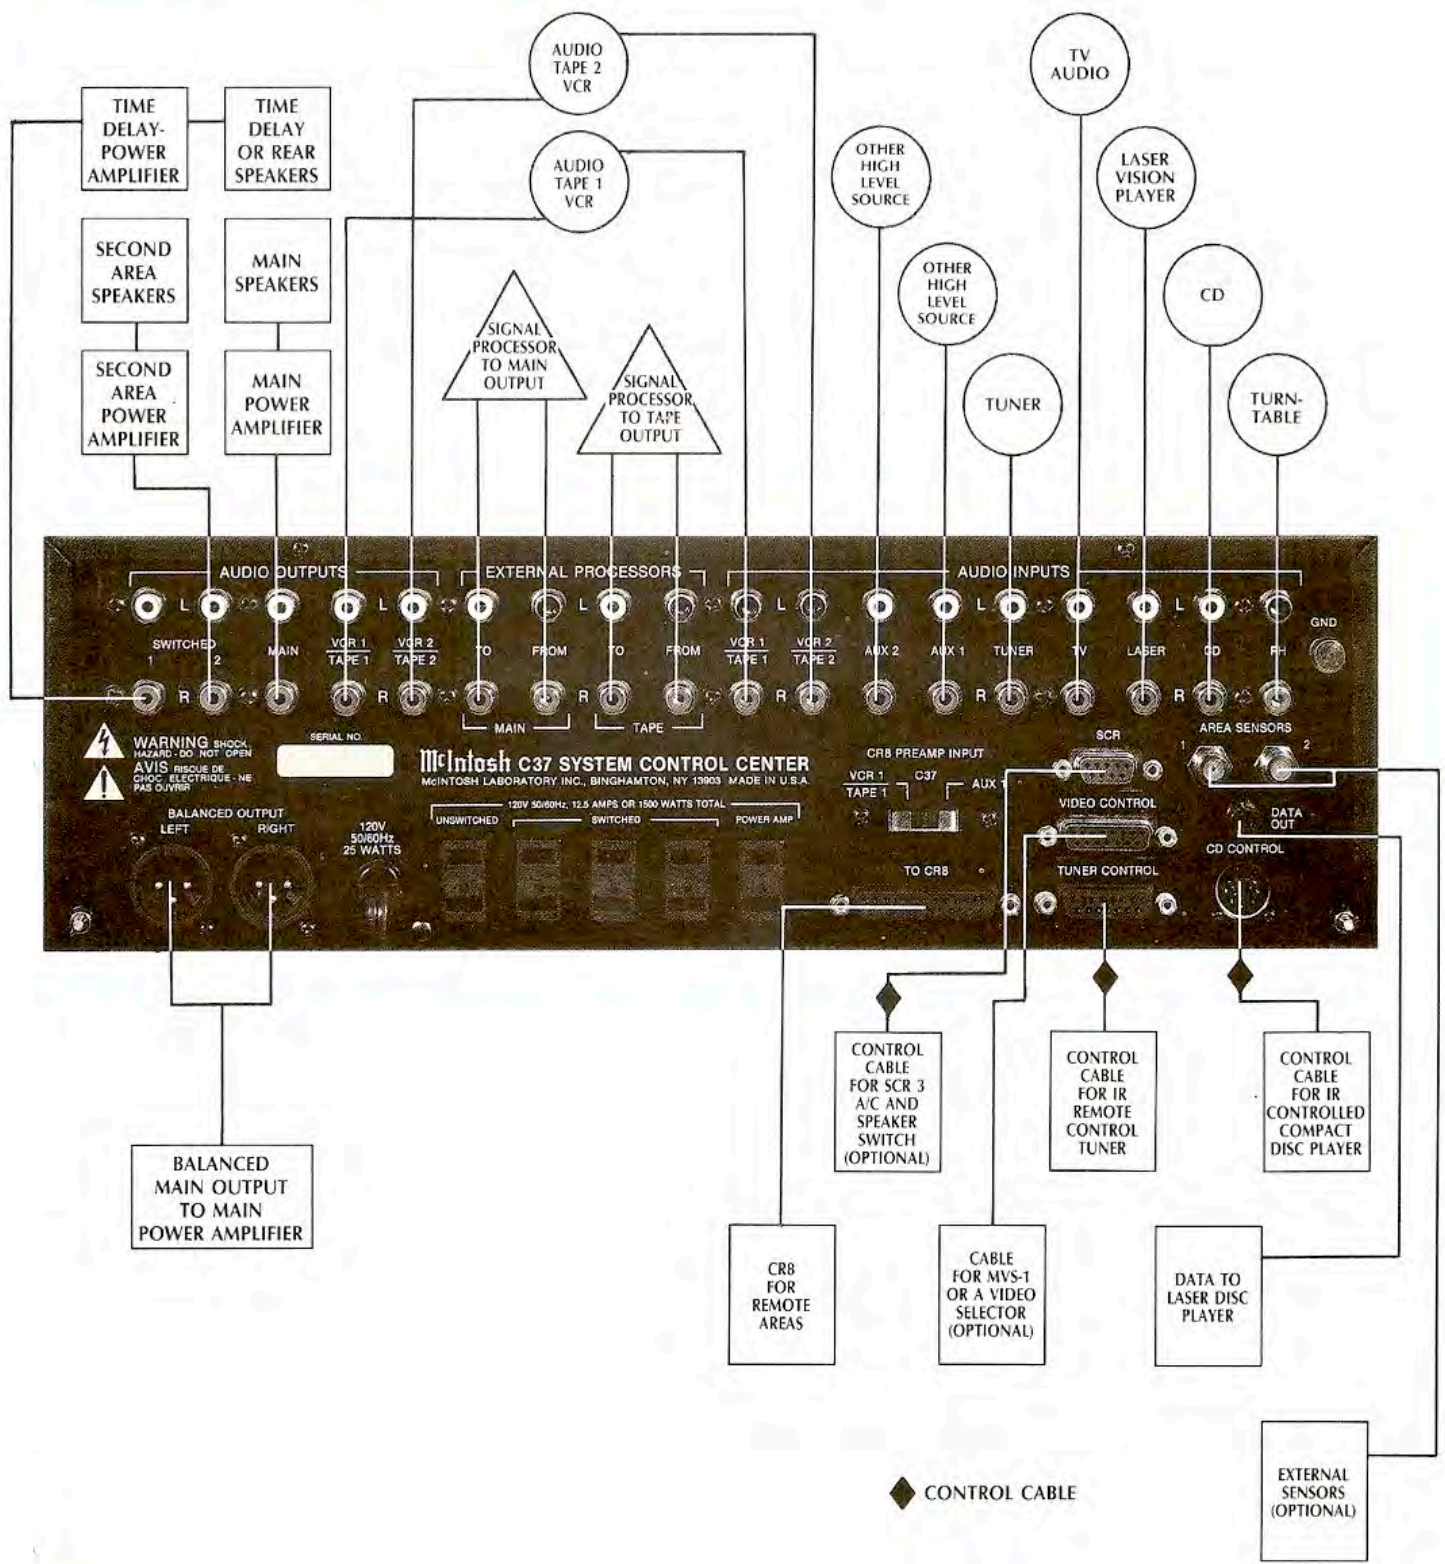 AUDIO
TAPE 2
VCR
TV
AUDIO
TIME
DELAY-
POWER
AMPLIFIER
TIME
DELAY
OR REAR
SPEAKERS
AUDIO
TAPE 1
VCR
OTHER
HIGH
LEVEL
SOURCE
LASER
VISION
PLAYER
SECOND
AREA
SPEAKERS
MAIN
SPEAKERS
OTHER
HIGH
LEVEL
SOURCE
CD
SIGNAL
PROCESSOR
TO MAIN
OUTPUT
SECOND
AREA
POWER
AMPLIFIER
MAIN
POWER
AMPLIFIER
SIGNAL
PROCESSOR
TO TAPE
OUTPUT
TUNER
TURN-
TABLE
AUDIO OUTPUTS
EXTERNAL PROCESSORS
AUDIO INPUTS
L L L L L
GND
SWITCHED
1 2
MAIN
VCR 1
TAPE 1
VCR 2
TAPE 2
TO
FROM
TO
FROM
VCR 1
TAPE 1
VCR 2
TAPE 2
AUX 2
AUX 1
TUNER
TV
LASER
CD
PH
R R R R R R
MAIN
TAPE
WARNING SHOCK
HAZARD - DO NOT OPEN
AVIS RISQUE DE
CHOC ELECTRIQUE - NE
PAS OUVRIR
SERIAL NO.
McIntosh C37 SYSTEM CONTROL CENTER
McINTOSH LABORATORY INC., BINGHAMTON, NY 13903 MADE IN U.S.A.
CR8 PREAMP INPUT
VCR 1
TAPE 1
C37
AUX 1
SCR
AREA SENSORS
1 2
VIDEO CONTROL
DATA
OUT
BALANCED OUTPUT
LEFT RIGHT
120V
50/60Hz
25 WATTS
120V 50/60Hz, 12.5 AMPS OR 1500 WATTS TOTAL
UNSWITCHED
SWITCHED
POWER AMP
TO CR8
TUNER CONTROL
CD CONTROL
CONTROL
CABLE
FOR SCR 3
A/C AND
SPEAKER
SWITCH
(OPTIONAL)
CONTROL
CABLE
FOR IR
REMOTE
CONTROL
TUNER
CONTROL
CABLE
FOR IR
CONTROLLED
COMPACT
DISC PLAYER
BALANCED
MAIN OUTPUT
TO MAIN
POWER AMPLIFIER
CR8
FOR
REMOTE
AREAS
CABLE
FOR MVS-1
OR A VIDEO
SELECTOR
(OPTIONAL)
DATA TO
LASER DISC
PLAYER
CONTROL CABLE
EXTERNAL
SENSORS
(OPTIONAL)